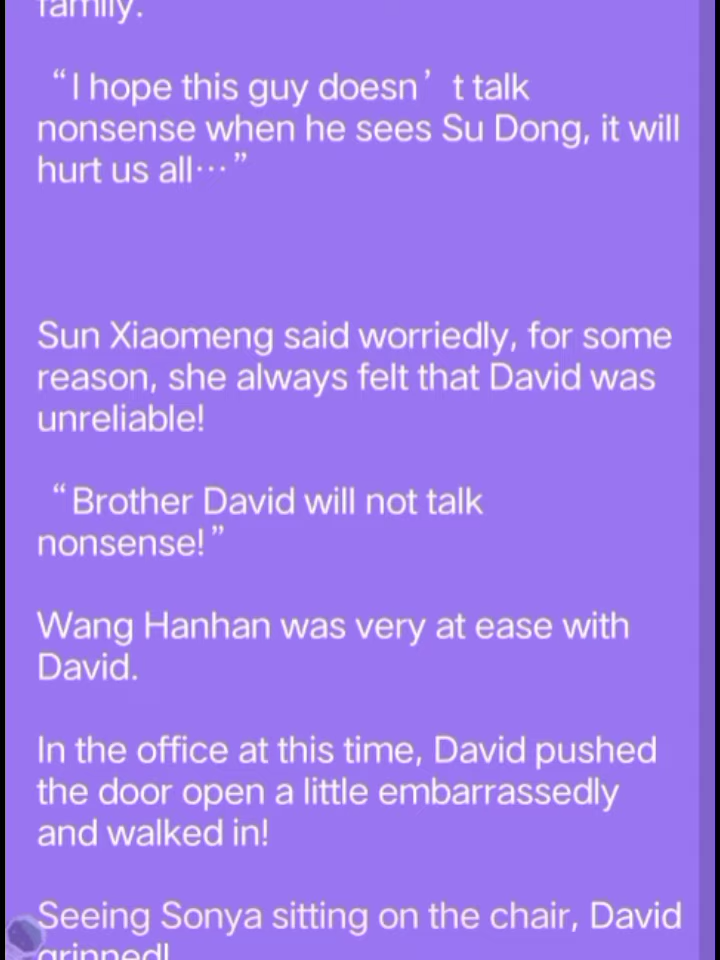 family.
“I hope this guy doesn’t talk
nonsense when he sees Su Dong, it will
hurt us all…”
Sun Xiaomeng said worriedly, for some
reason, she always felt that David was
unreliable!
“Brother David will not talk
nonsense!”
Wang Hanhan was very at ease with
David.
In the office at this time, David pushed
the door open a little embarrassedly
and walked in!
Seeing Sonya sitting on the chair, David
grinned!